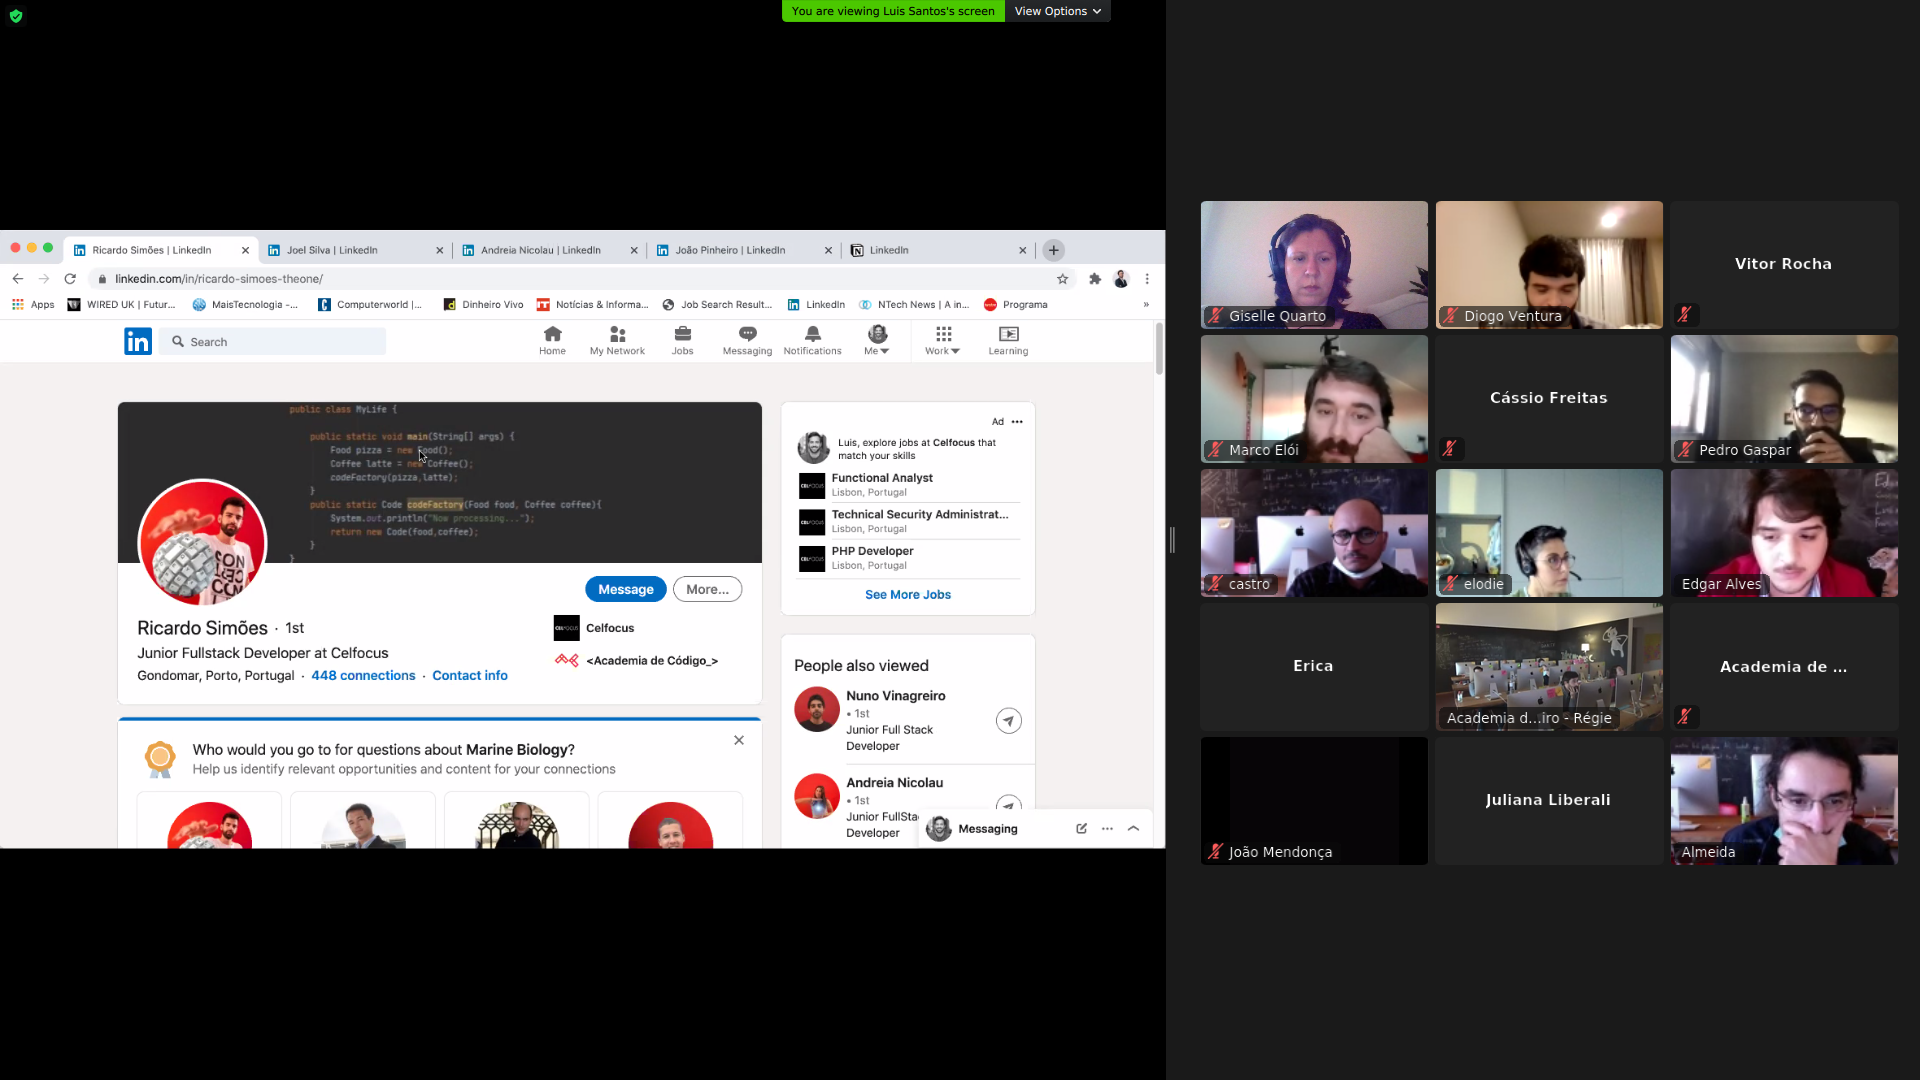 You are viewing Luis Santos's screen
View Options
Ricardo Simões | LinkedIn
Joel Silva | LinkedIn
Andreia Nicolau | LinkedIn
João Pinheiro | LinkedIn
LinkedIn
linkedin.com/in/ricardo-simoes-theone/
Apps
WIRED UK | Futur...
MaisTecnologia -...
Computerworld |...
Dinheiro Vivo
Notícias & Informa...
Job Search Result...
LinkedIn
NTech News | A in...
Programa
»
in
Search
Home
My Network
Jobs
Messaging
Notifications
Me
Work
Learning
public class MyLife {
public static void main(String[] args) {
Food pizza = new Food();
Coffee latte = new Coffee();
codeFactory(pizza,latte);
}
public static Code codeFactory(Food food, Coffee coffee){
System.out.println("Now processing...");
return new Code(food,coffee);
}
}
Message
More...
Ricardo Simões · 1st
Junior Fullstack Developer at Celfocus
Gondomar, Porto, Portugal · 448 connections · Contact info
Celfocus
<Academia de Código_>
Who would you go to for questions about Marine Biology?
Help us identify relevant opportunities and content for your connections
Ad
Luis, explore jobs at Celfocus that
match your skills
Functional Analyst
Lisbon, Portugal
Technical Security Administrat...
Lisbon, Portugal
PHP Developer
Lisbon, Portugal
See More Jobs
People also viewed
Nuno Vinagreiro
• 1st
Junior Full Stack
Developer
Andreia Nicolau
• 1st
Junior FullSta
Developer
Messaging
Giselle Quarto
Diogo Ventura
Vitor Rocha
Marco Elói
Cássio Freitas
Pedro Gaspar
castro
elodie
Edgar Alves
Erica
Academia d...iro - Régie
Academia de ...
João Mendonça
Juliana Liberali
Almeida